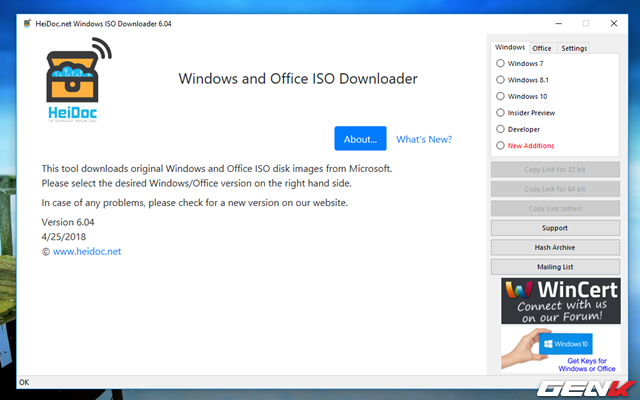 HeiDoc.net Windows ISO Downloader 6.04
HeiDoc
Windows and Office ISO Downloader
About...
What's New?
This tool downloads original Windows and Office ISO disk images from Microsoft.
Please select the desired Windows/Office version on the right hand side.
In case of any problems, please check for a new version on our website.
Version 6.04
4/25/2018
© www.heidoc.net
Windows
Office
Settings
Windows 7
Windows 8.1
Windows 10
Insider Preview
Developer
New Additions
Copy Link for 32 bit
Copy Link for 64 bit
Copy Link (other)
Support
Hash Archive
Mailing List
WinCert
Connect with us
on our Forum!
Windows 10
Get Keys for
Windows or Office
OK
GENK